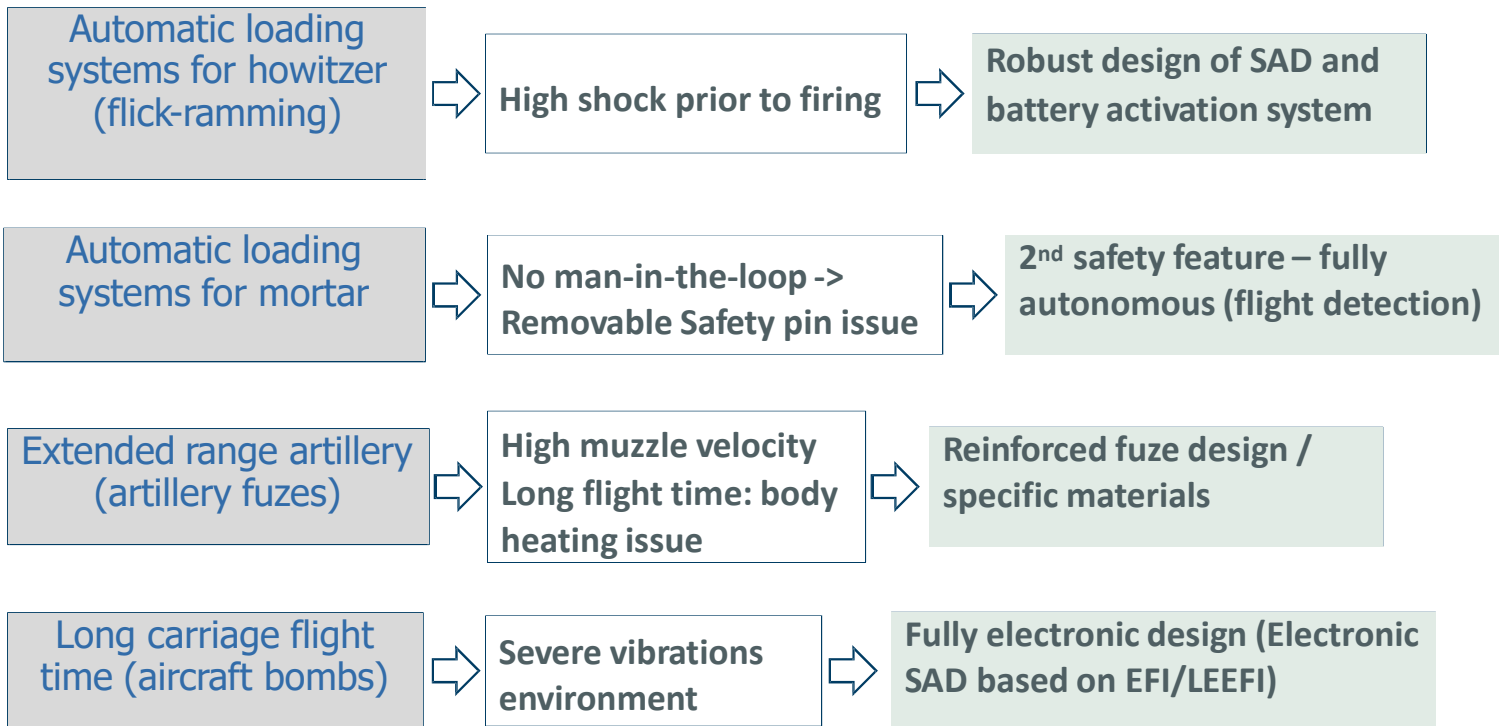 Automatic loading
systems for howitzer
(flick-ramming)
High shock prior to firing
Robust design of SAD and
battery activation system
Automatic loading
systems for mortar
No man-in-the-loop ->
Removable Safety pin issue
2nd safety feature – fully
autonomous (flight detection)
Extended range artillery
(artillery fuzes)
High muzzle velocity
Long flight time: body
heating issue
Reinforced fuze design /
specific materials
Long carriage flight
time (aircraft bombs)
Severe vibrations
environment
Fully electronic design (Electronic
SAD based on EFI/LEEFI)